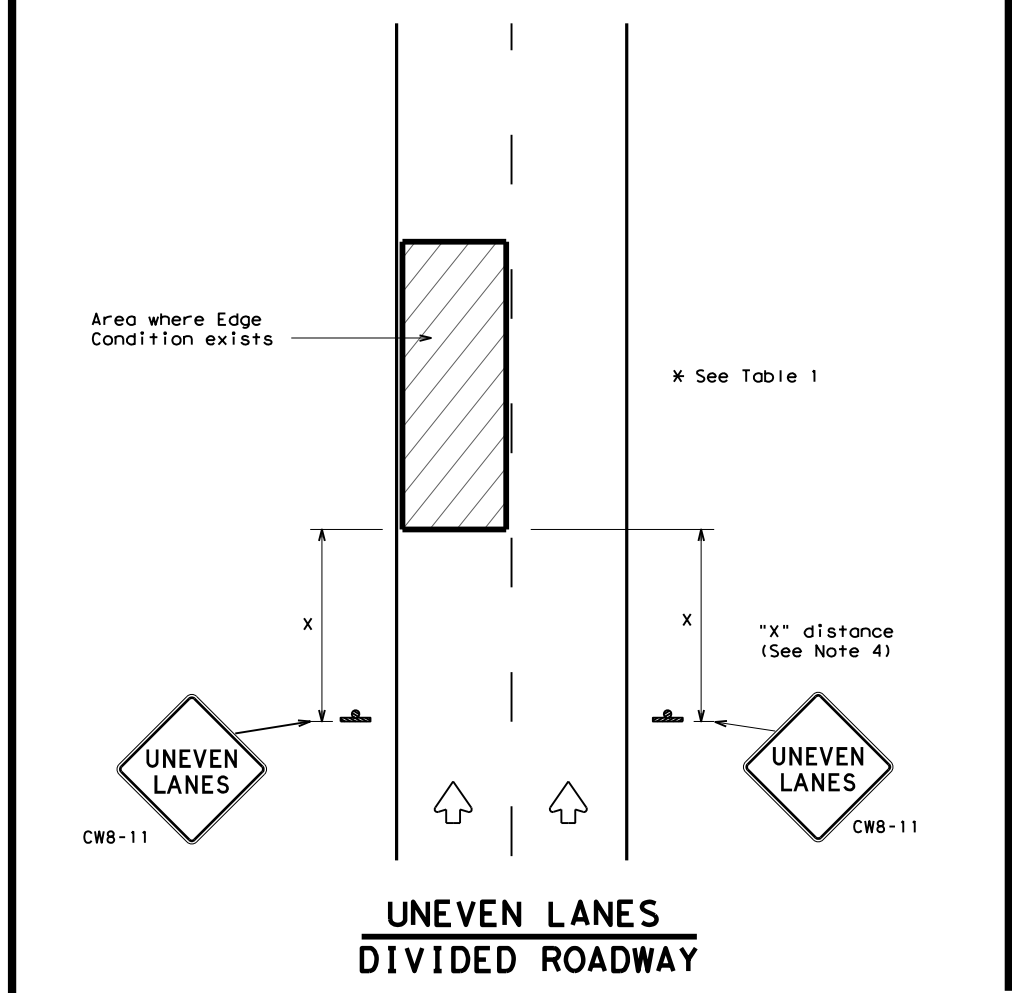 Area where Edge
Condition exists
* See Table 1
X
X
"X" distance
(See Note 4)
UNEVEN
LANES
CW8-11
UNEVEN
LANES
CW8-11
UNEVEN LANES
DIVIDED ROADWAY